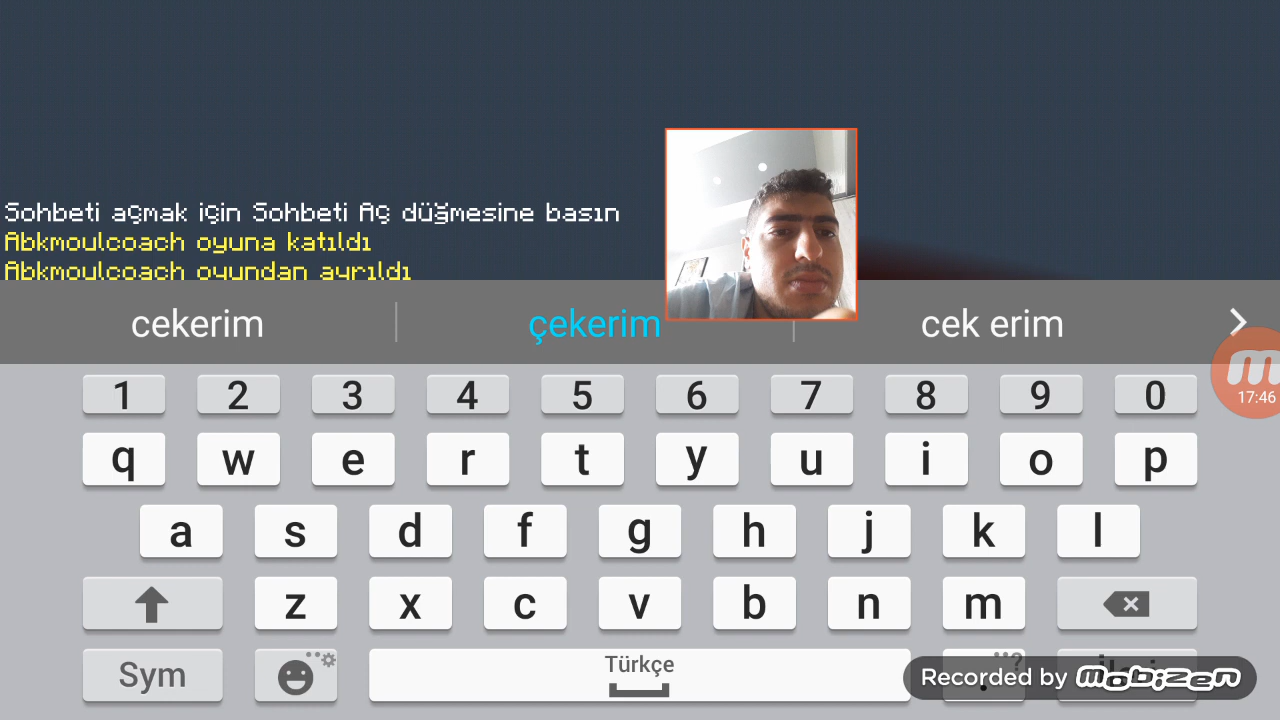 Sohbeti açmak için Sohbeti Aç düğmesine basın
Abkmoulcoach oyuna katıldı
Abkmoulcoach oyundan ayrıldı
cekerim çekerim cek erim
17:46
1 2 3 4 5 6 7 8 9 0
q w e r t y u i o p
a s d f g h j k l
z x c v b n m
Sym Türkçe . ?
Recorded by mobizen